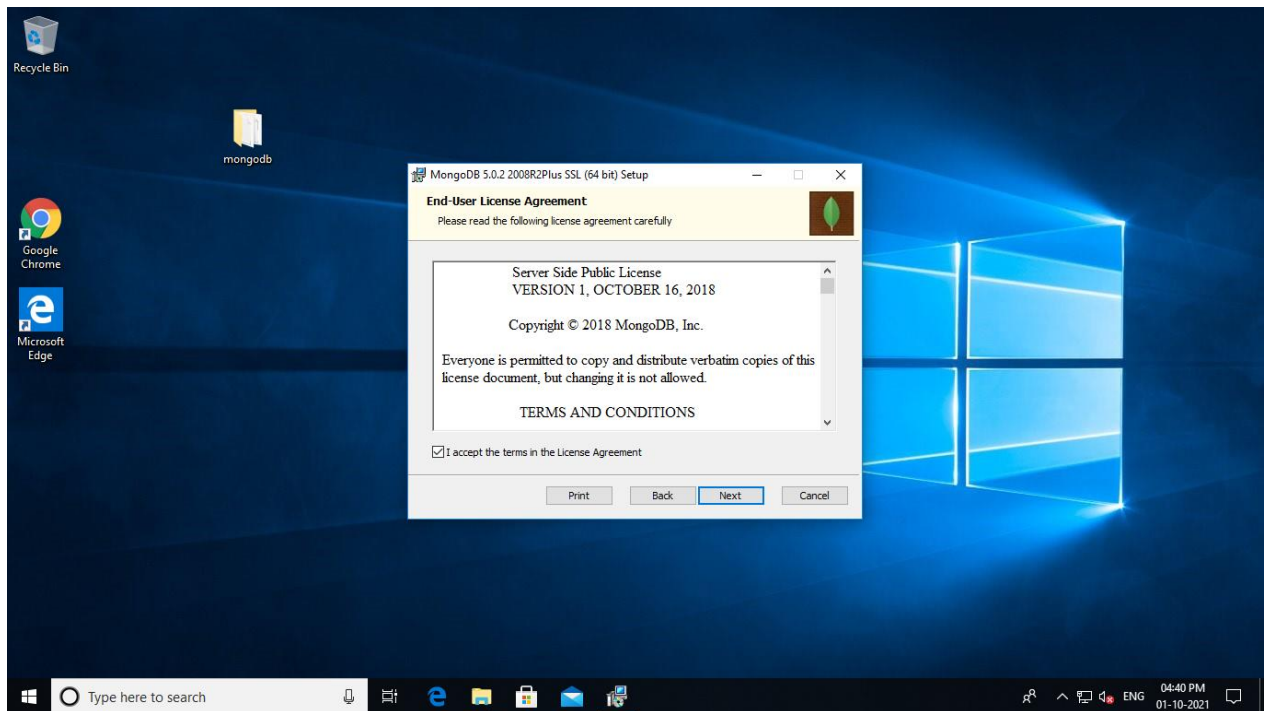 Recycle Bin
mongodb
Google
Chrome
Microsoft
Edge
MongoDB 5.0.2 2008R2Plus SSL (64 bit) Setup
End-User License Agreement
Please read the following license agreement carefully
Server Side Public License
VERSION 1, OCTOBER 16, 2018
Copyright © 2018 MongoDB, Inc.
Everyone is permitted to copy and distribute verbatim copies of this
license document, but changing it is not allowed.
TERMS AND CONDITIONS
I accept the terms in the License Agreement
Print Back Next Cancel
Type here to search
ENG
04:40 PM
01-10-2021